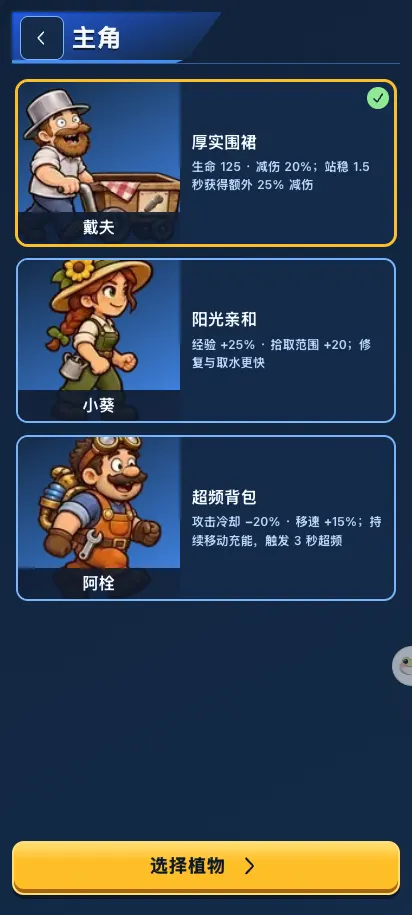 主角
厚实围裙
生命 125 · 减伤 20%；站稳 1.5
秒获得额外 25% 减伤
戴夫
阳光亲和
经验 +25% · 拾取范围 +20；修
复与取水更快
小葵
超频背包
攻击冷却 −20% · 移速 +15%；持
续移动充能，触发 3 秒超频
阿栓
选择植物